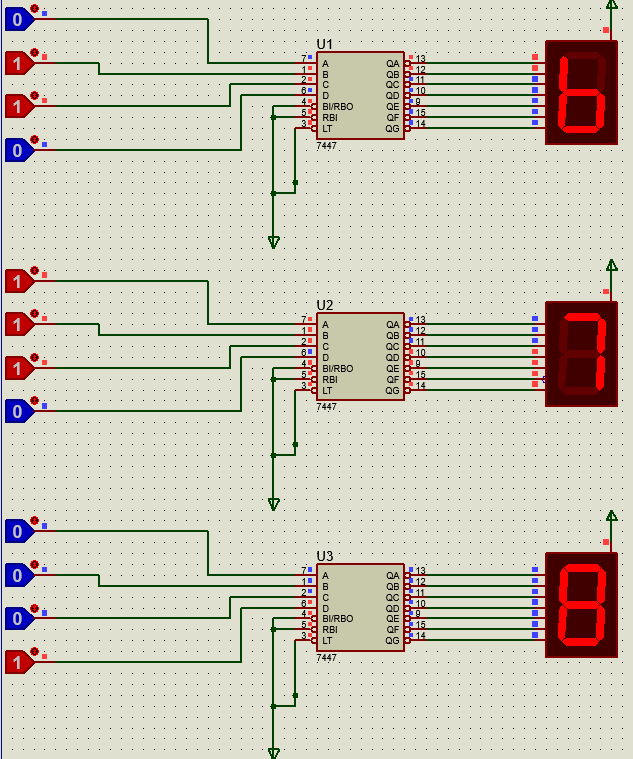 0
1
1
0
U1
7 A QA 13
1 B QB 12
2 C QC 11
6 D QD 10
4 BI/RBO QE 9
5 RBI QF 15
3 LT QG 14
7447
1
1
1
0
U2
7 A QA 13
1 B QB 12
2 C QC 11
6 D QD 10
4 BI/RBO QE 9
5 RBI QF 15
3 LT QG 14
7447
7
0
0
0
1
U3
7 A QA 13
1 B QB 12
2 C QC 11
6 D QD 10
4 BI/RBO QE 9
5 RBI QF 15
3 LT QG 14
7447
8